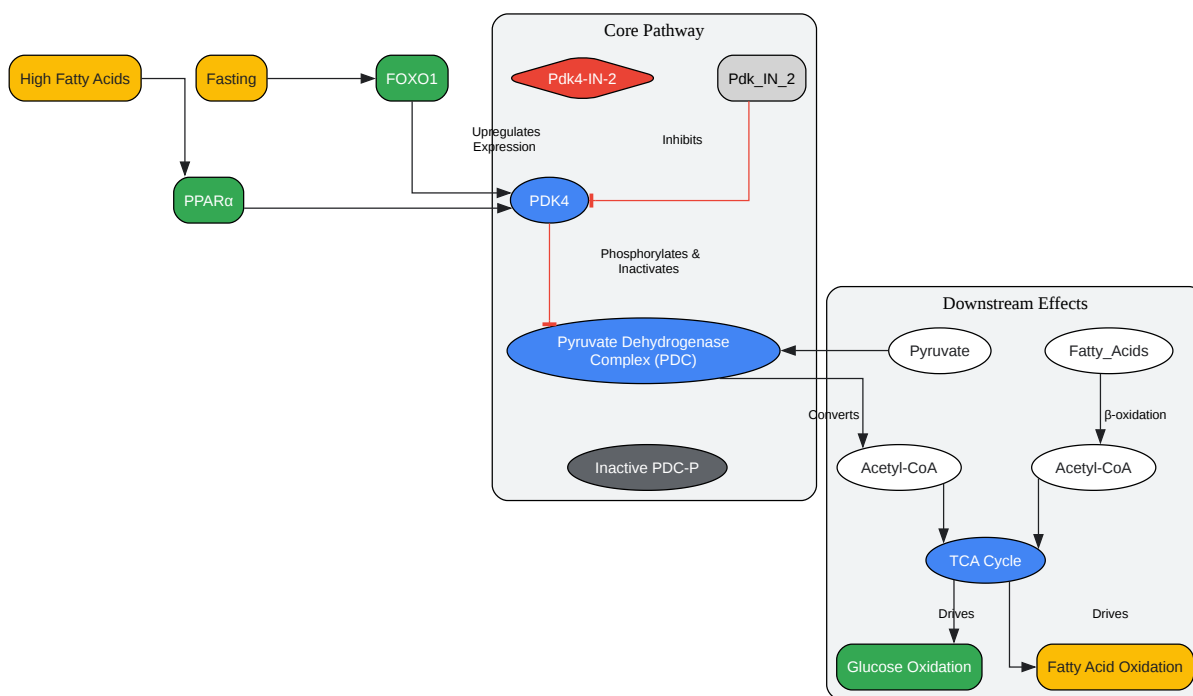 Core Pathway
High Fatty Acids
Fasting
FOXO1
Pdk4-IN-2
Pdk_IN_2
Upregulates
Expression
Inhibits
PPARα
PDK4
Phosphorylates &
Inactivates
Downstream Effects
Pyruvate Dehydrogenase
Complex (PDC)
Pyruvate
Fatty_Acids
Converts
β-oxidation
Inactive PDC-P
Acetyl-CoA
Acetyl-CoA
TCA Cycle
Drives
Drives
Glucose Oxidation
Fatty Acid Oxidation